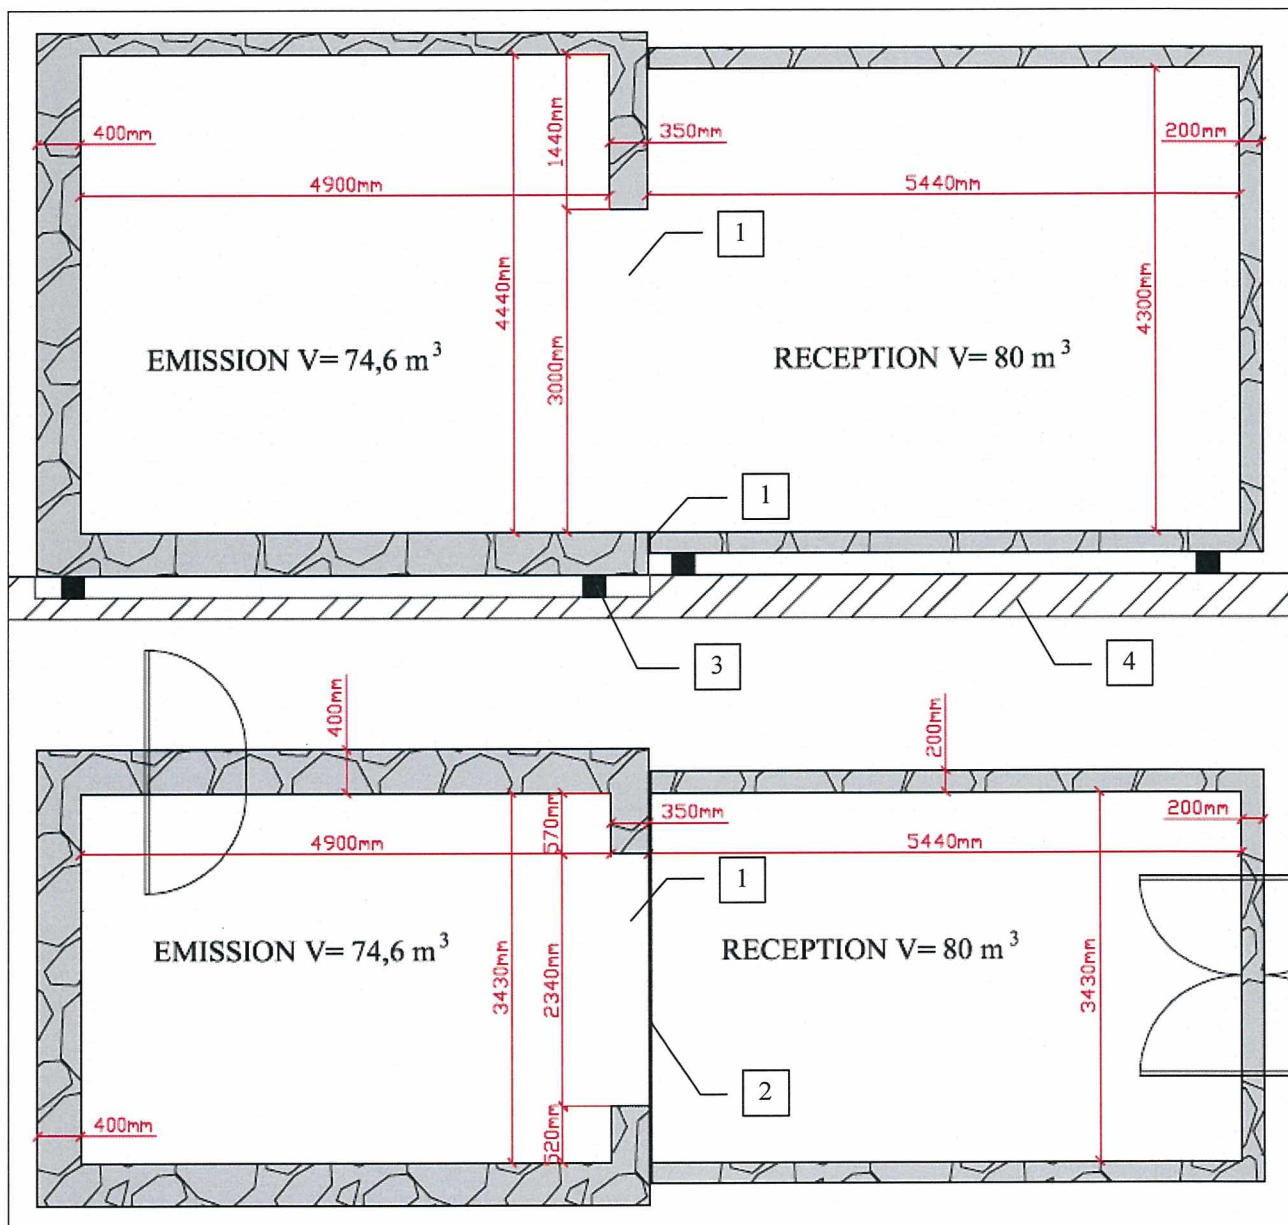 400mm
1440mm
350mm
200mm
4900mm
5440mm
1
4440mm
4300mm
EMISSION V= 74,6 m³
3000mm
RECEPTION V= 80 m³
1
3
4
400mm
200mm
570mm
350mm
200mm
4900mm
5440mm
1
EMISSION V= 74,6 m³
3430mm
2340mm
RECEPTION V= 80 m³
3430mm
2
400mm
520mm